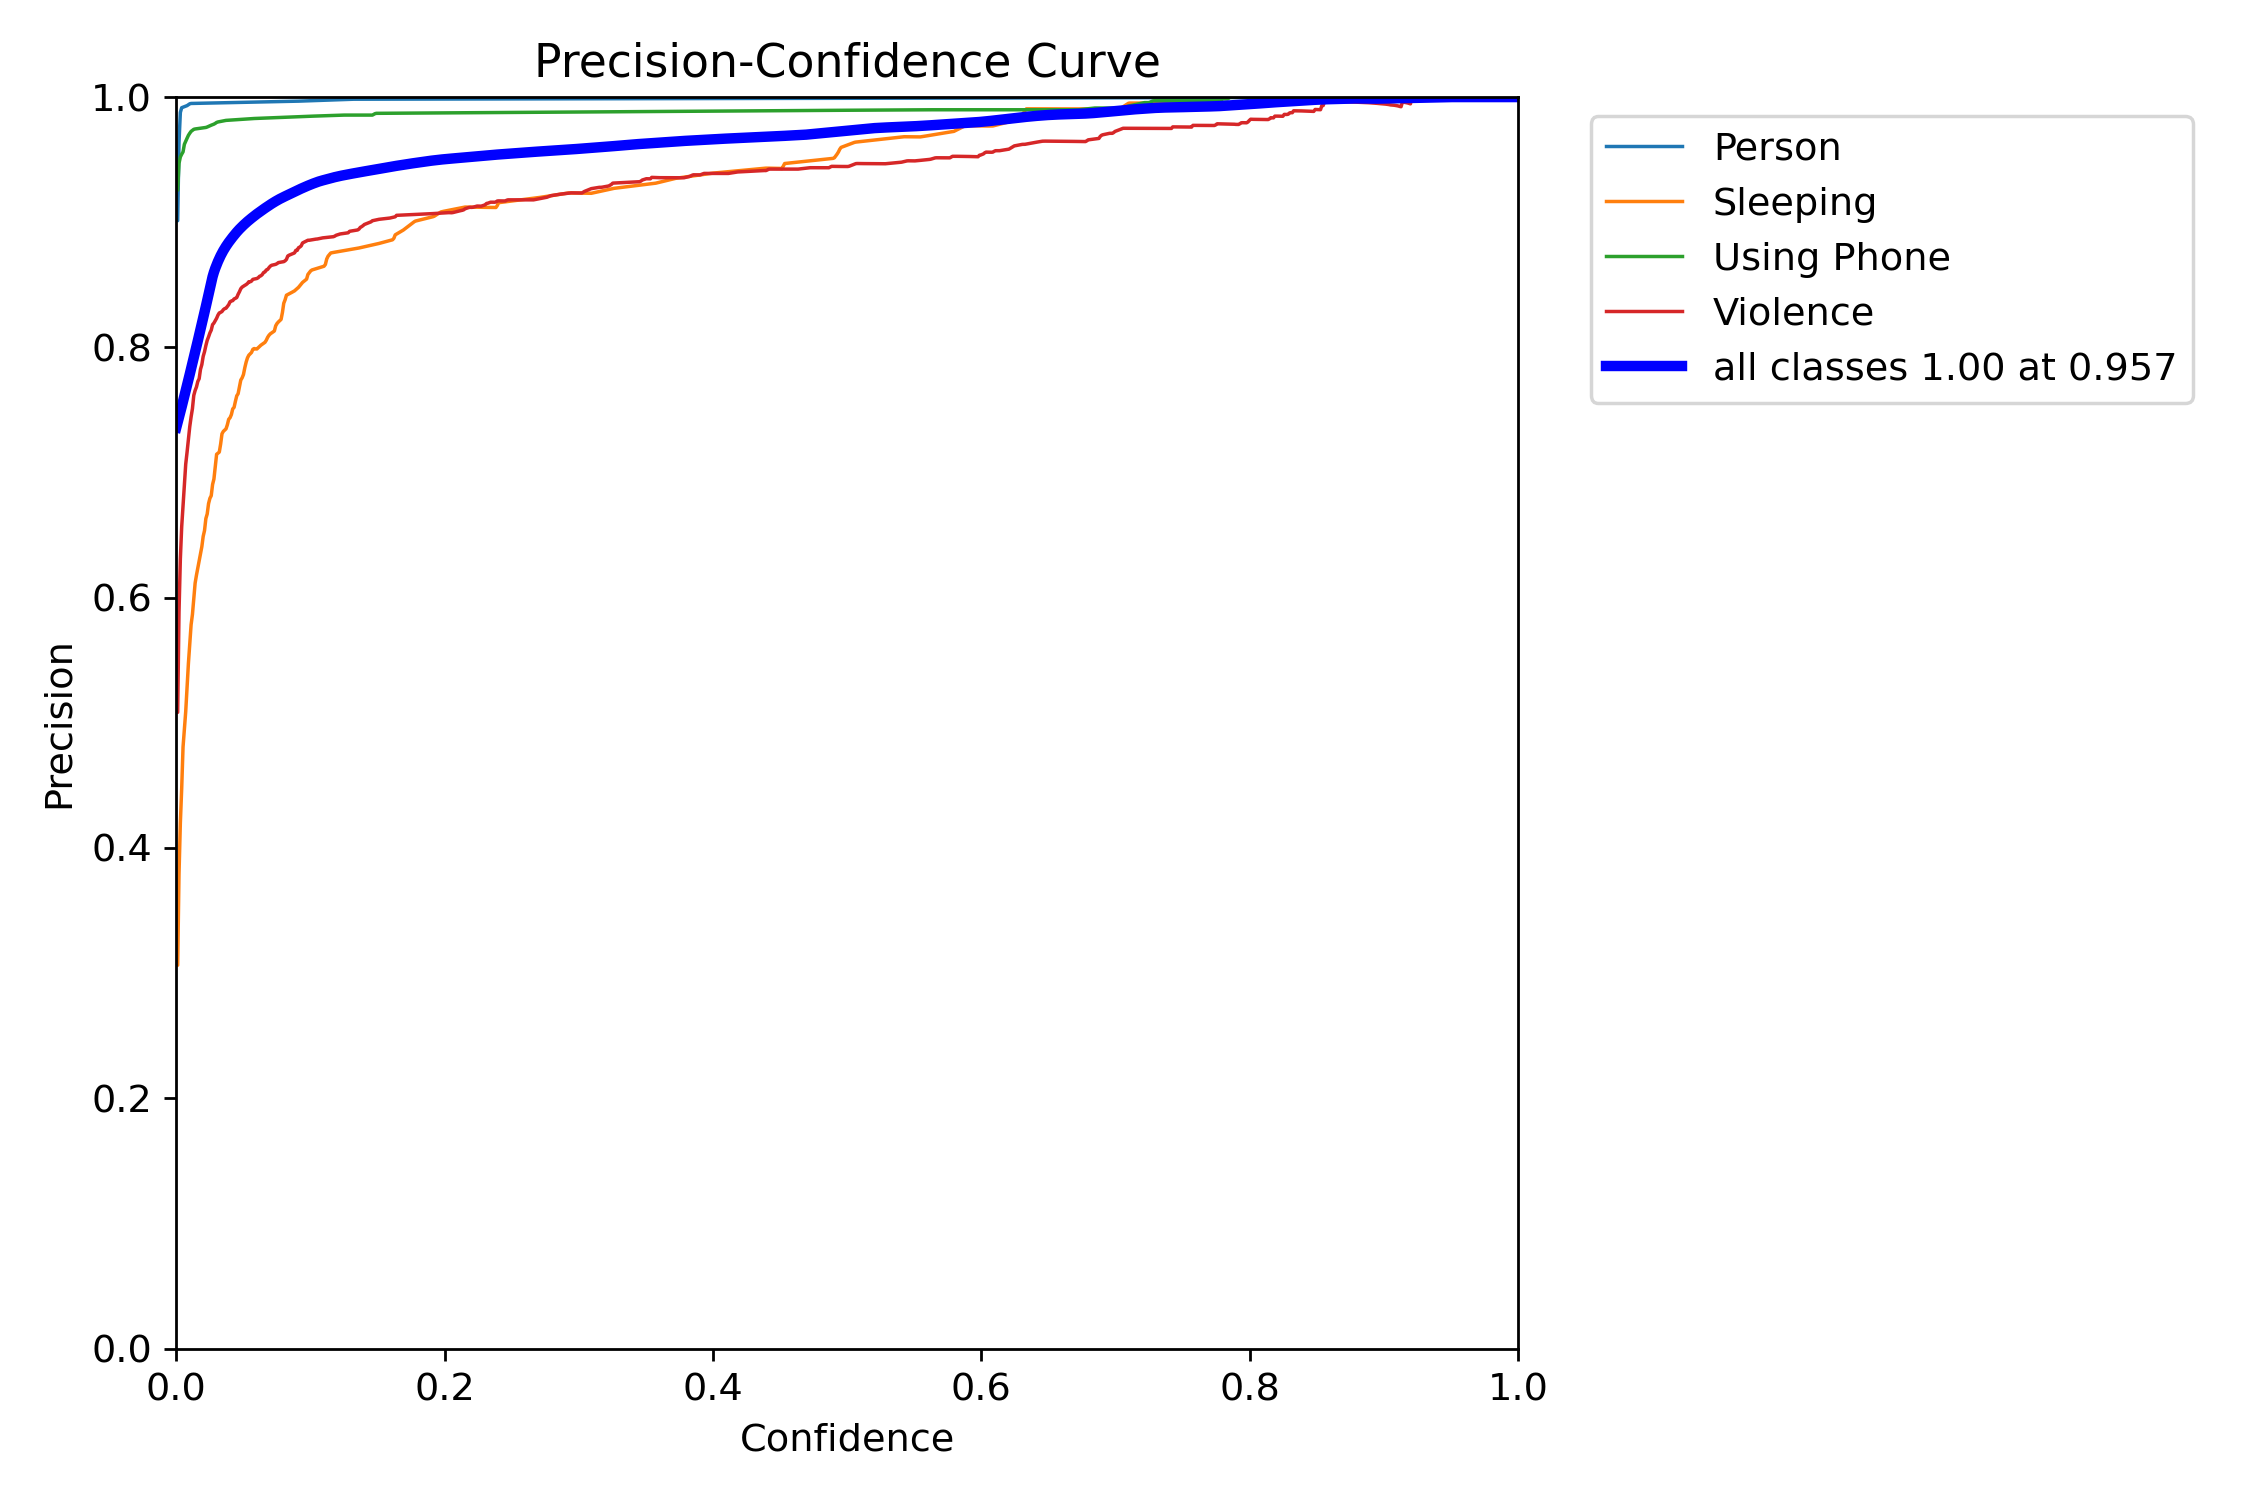 Precision-Confidence Curve
1.0
0.8
0.6
0.4
0.2
0.0
Precision
0.0 0.2 0.4 0.6 0.8 1.0
Confidence
Person
Sleeping
Using Phone
Violence
all classes 1.00 at 0.957